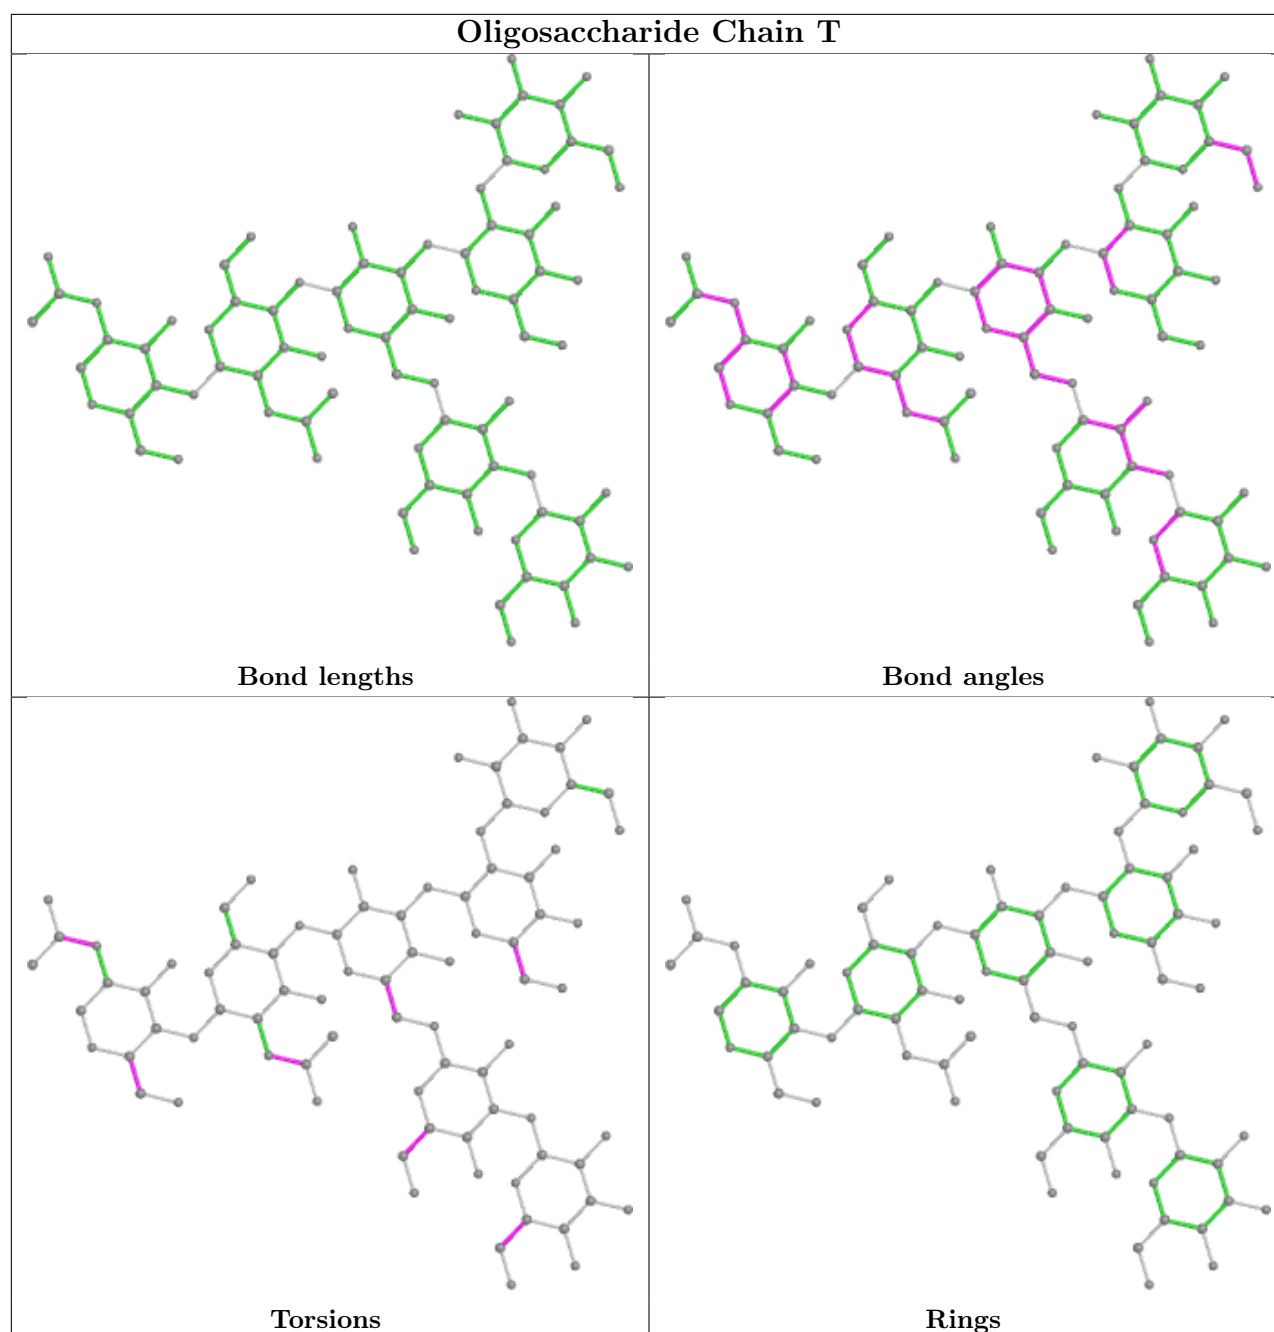 Oligosaccharide Chain T
Bond lengths
Bond angles
Torsions
Rings